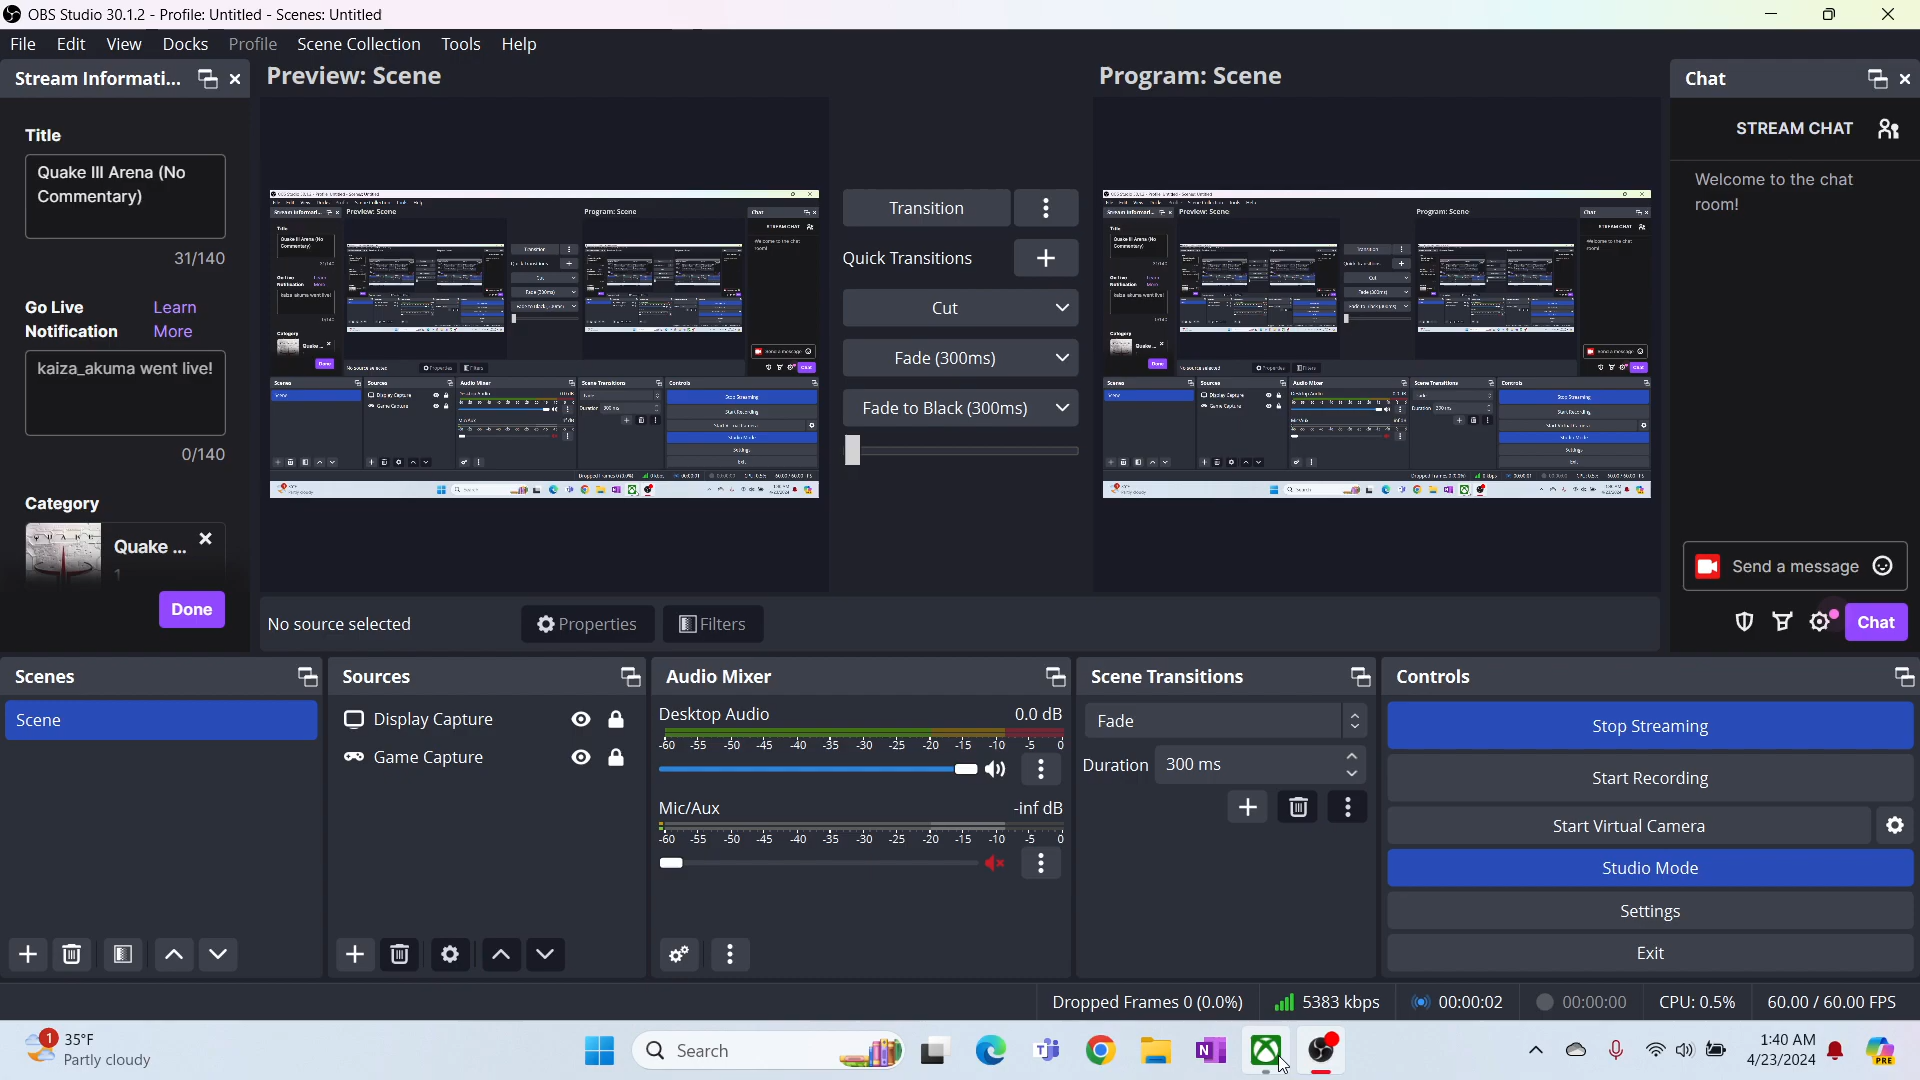 OBS Studio 30.1.2 - Profile: Untitled - Scenes: Untitled
File Edit View Docks Profile Scene Collection Tools Help
Stream Informati...
Preview: Scene
Program: Scene
Chat
Title
Quake III Arena (No
Commentary)
31/140
Go Live
Notification
Learn
More
kaiza_akuma went live!
0/140
Category
Quake ...
1
Done
Transition
Quick Transitions
Cut
Fade (300ms)
Fade to Black (300ms)
STREAM CHAT
Welcome to the chat
room!
Send a message
Chat
No source selected
Properties
Filters
Scenes
Scene
Sources
Display Capture
Game Capture
Audio Mixer
Desktop Audio 0.0 dB
-60 -55 -50 -45 -40 -35 -30 -25 -20 -15 -10 -5 0
Mic/Aux -inf dB
-60 -55 -50 -45 -40 -35 -30 -25 -20 -15 -10 -5 0
Scene Transitions
Fade
Duration 300 ms
Controls
Stop Streaming
Start Recording
Start Virtual Camera
Studio Mode
Settings
Exit
Dropped Frames 0 (0.0%) 5383 kbps 00:00:02 00:00:00 CPU: 0.5% 60.00 / 60.00 FPS
1
35°F
Partly cloudy
Search
N
PRE
1:40 AM
4/23/2024